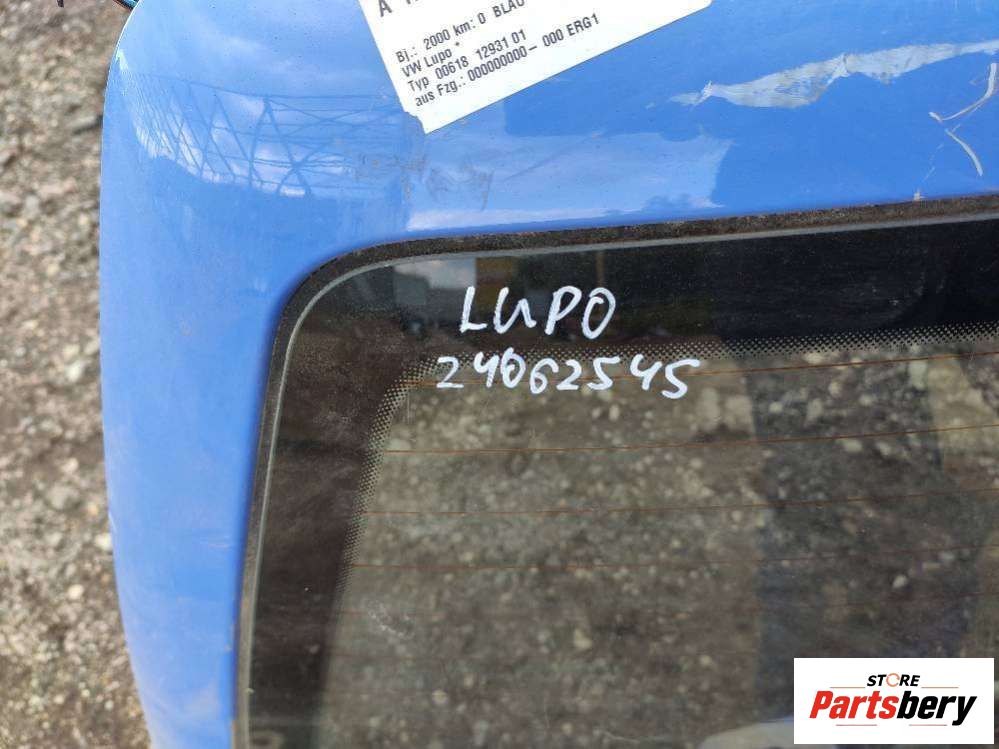 A
Bj.: 2000 km: 0 BLAU
VW Lupo *
Typ 00618 12931 01
aus Fzg.: 000000000- 000 ERG1
LUPO
24062545
STORE
Partsbery